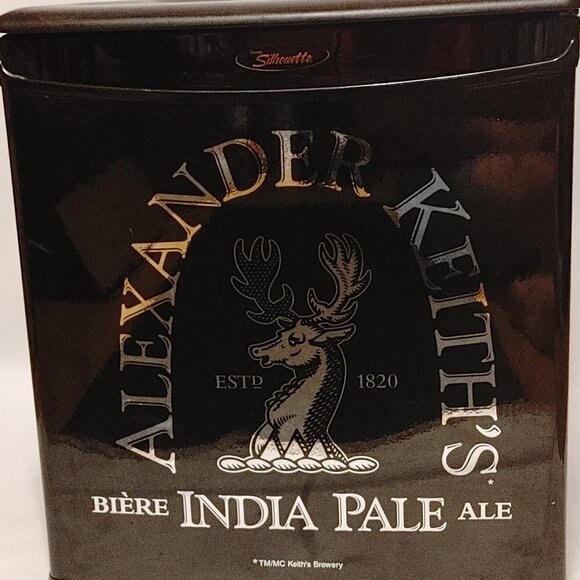 Silhouette
ALEXANDER KEITH'S*
ESTD 1820
BIÈRE INDIA PALE ALE
*TM/MC Keith's Brewery